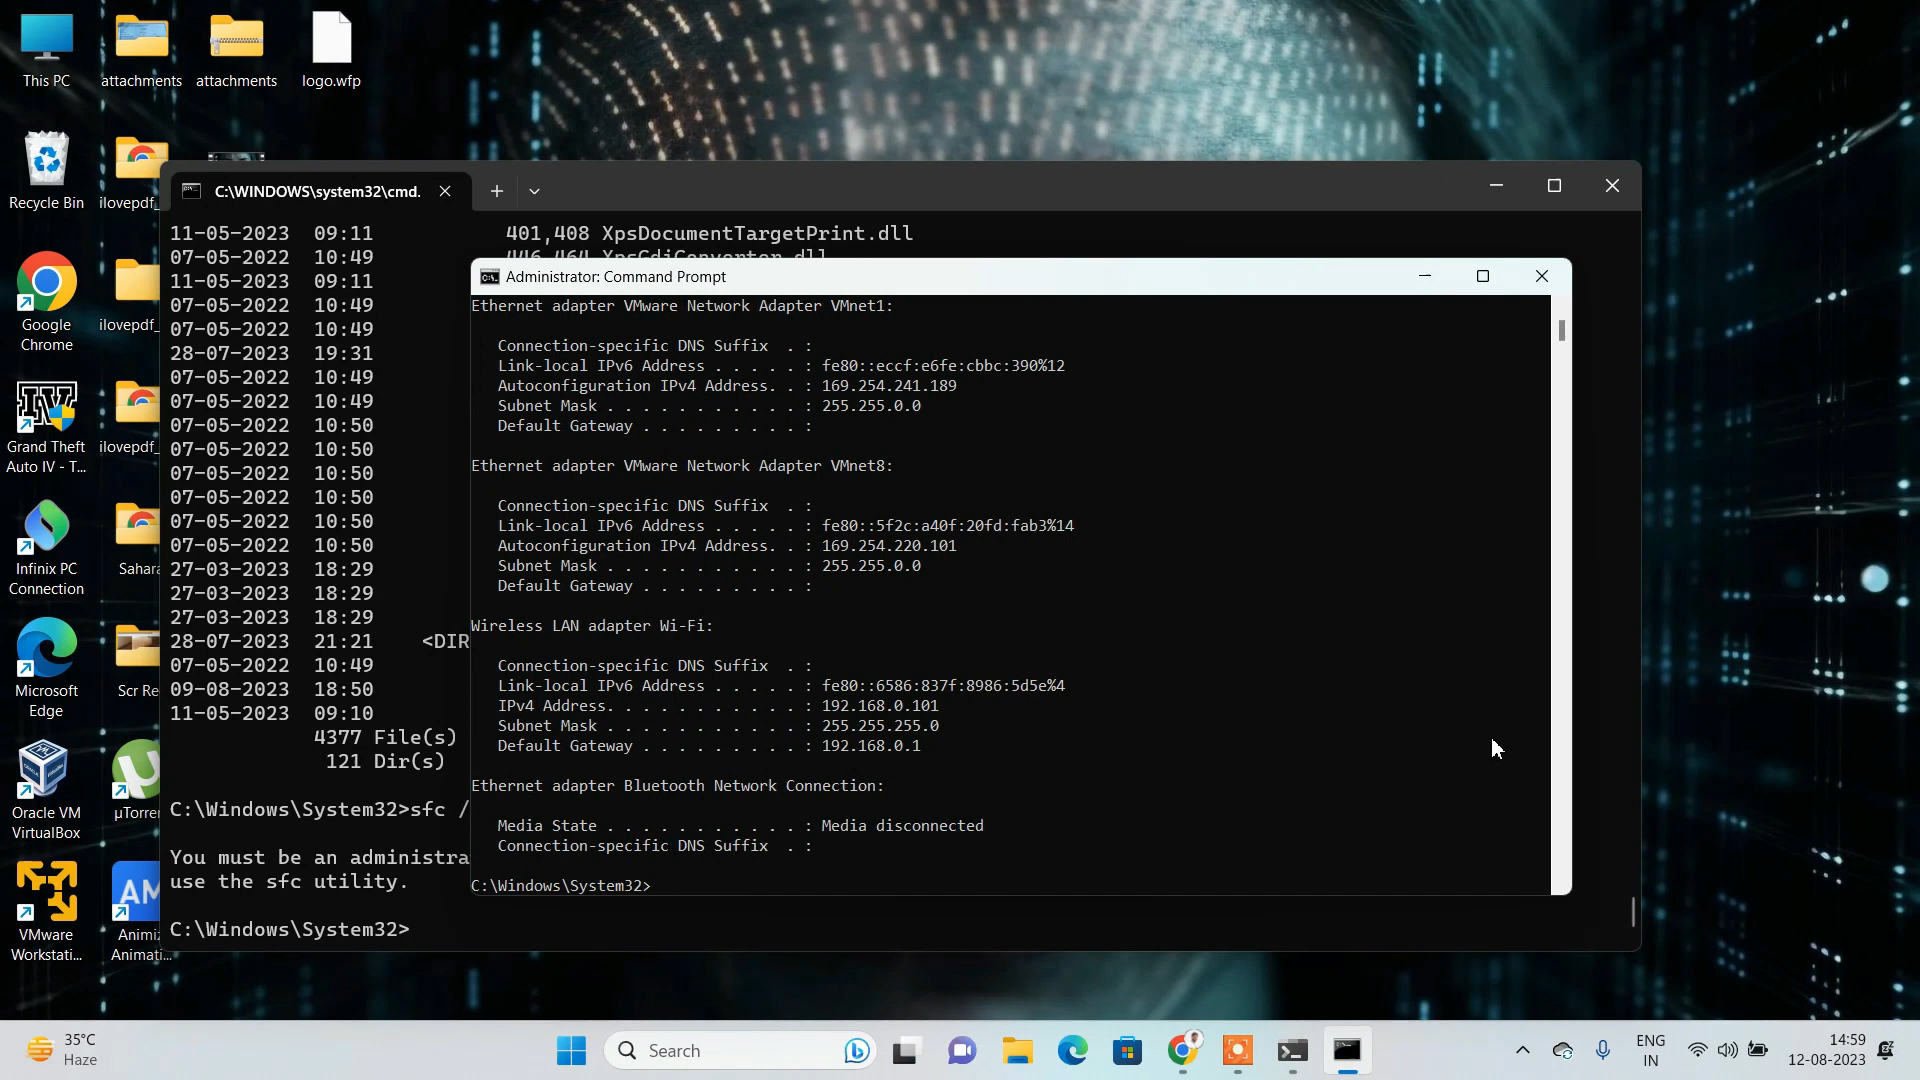 This PC
attachments
attachments
logo.wfp
Recycle Bin
ilovepdf_
Google
Chrome
ilovepdf_
Grand Theft
Auto IV - T...
ilovepdf_
Infinix PC
Connection
Sahara
Microsoft
Edge
Scr Re
Oracle VM
VirtualBox
µTorre
VMware
Workstati...
AM
Animi
Animati...
C:\WINDOWS\system32\cmd.
11-05-2023 09:11 401,408 XpsDocumentTargetPrint.dll
07-05-2022 10:49 446,464 XpsGdiConverter.dll
11-05-2023 09:11
07-05-2022 10:49
07-05-2022 10:49
28-07-2023 19:31
07-05-2022 10:49
07-05-2022 10:49
07-05-2022 10:50
07-05-2022 10:50
07-05-2022 10:50
07-05-2022 10:50
07-05-2022 10:50
07-05-2022 10:50
27-03-2023 18:29
27-03-2023 18:29
27-03-2023 18:29
28-07-2023 21:21 <DIR
07-05-2022 10:49
09-08-2023 18:50
11-05-2023 09:10
4377 File(s)
121 Dir(s)
C:\Windows\System32>sfc /
You must be an administra
use the sfc utility.
C:\Windows\System32>
Administrator: Command Prompt
Ethernet adapter VMware Network Adapter VMnet1:
Connection-specific DNS Suffix . :
Link-local IPv6 Address . . . . . : fe80::eccf:e6fe:cbbc:390%12
Autoconfiguration IPv4 Address. . : 169.254.241.189
Subnet Mask . . . . . . . . . . . : 255.255.0.0
Default Gateway . . . . . . . . . :
Ethernet adapter VMware Network Adapter VMnet8:
Connection-specific DNS Suffix . :
Link-local IPv6 Address . . . . . : fe80::5f2c:a40f:20fd:fab3%14
Autoconfiguration IPv4 Address. . : 169.254.220.101
Subnet Mask . . . . . . . . . . . : 255.255.0.0
Default Gateway . . . . . . . . . :
Wireless LAN adapter Wi-Fi:
Connection-specific DNS Suffix . :
Link-local IPv6 Address . . . . . : fe80::6586:837f:8986:5d5e%4
IPv4 Address. . . . . . . . . . . : 192.168.0.101
Subnet Mask . . . . . . . . . . . : 255.255.255.0
Default Gateway . . . . . . . . . : 192.168.0.1
Ethernet adapter Bluetooth Network Connection:
Media State . . . . . . . . . . . : Media disconnected
Connection-specific DNS Suffix . :
C:\Windows\System32>
35°C
Haze
Search
ENG
IN
14:59
12-08-2023